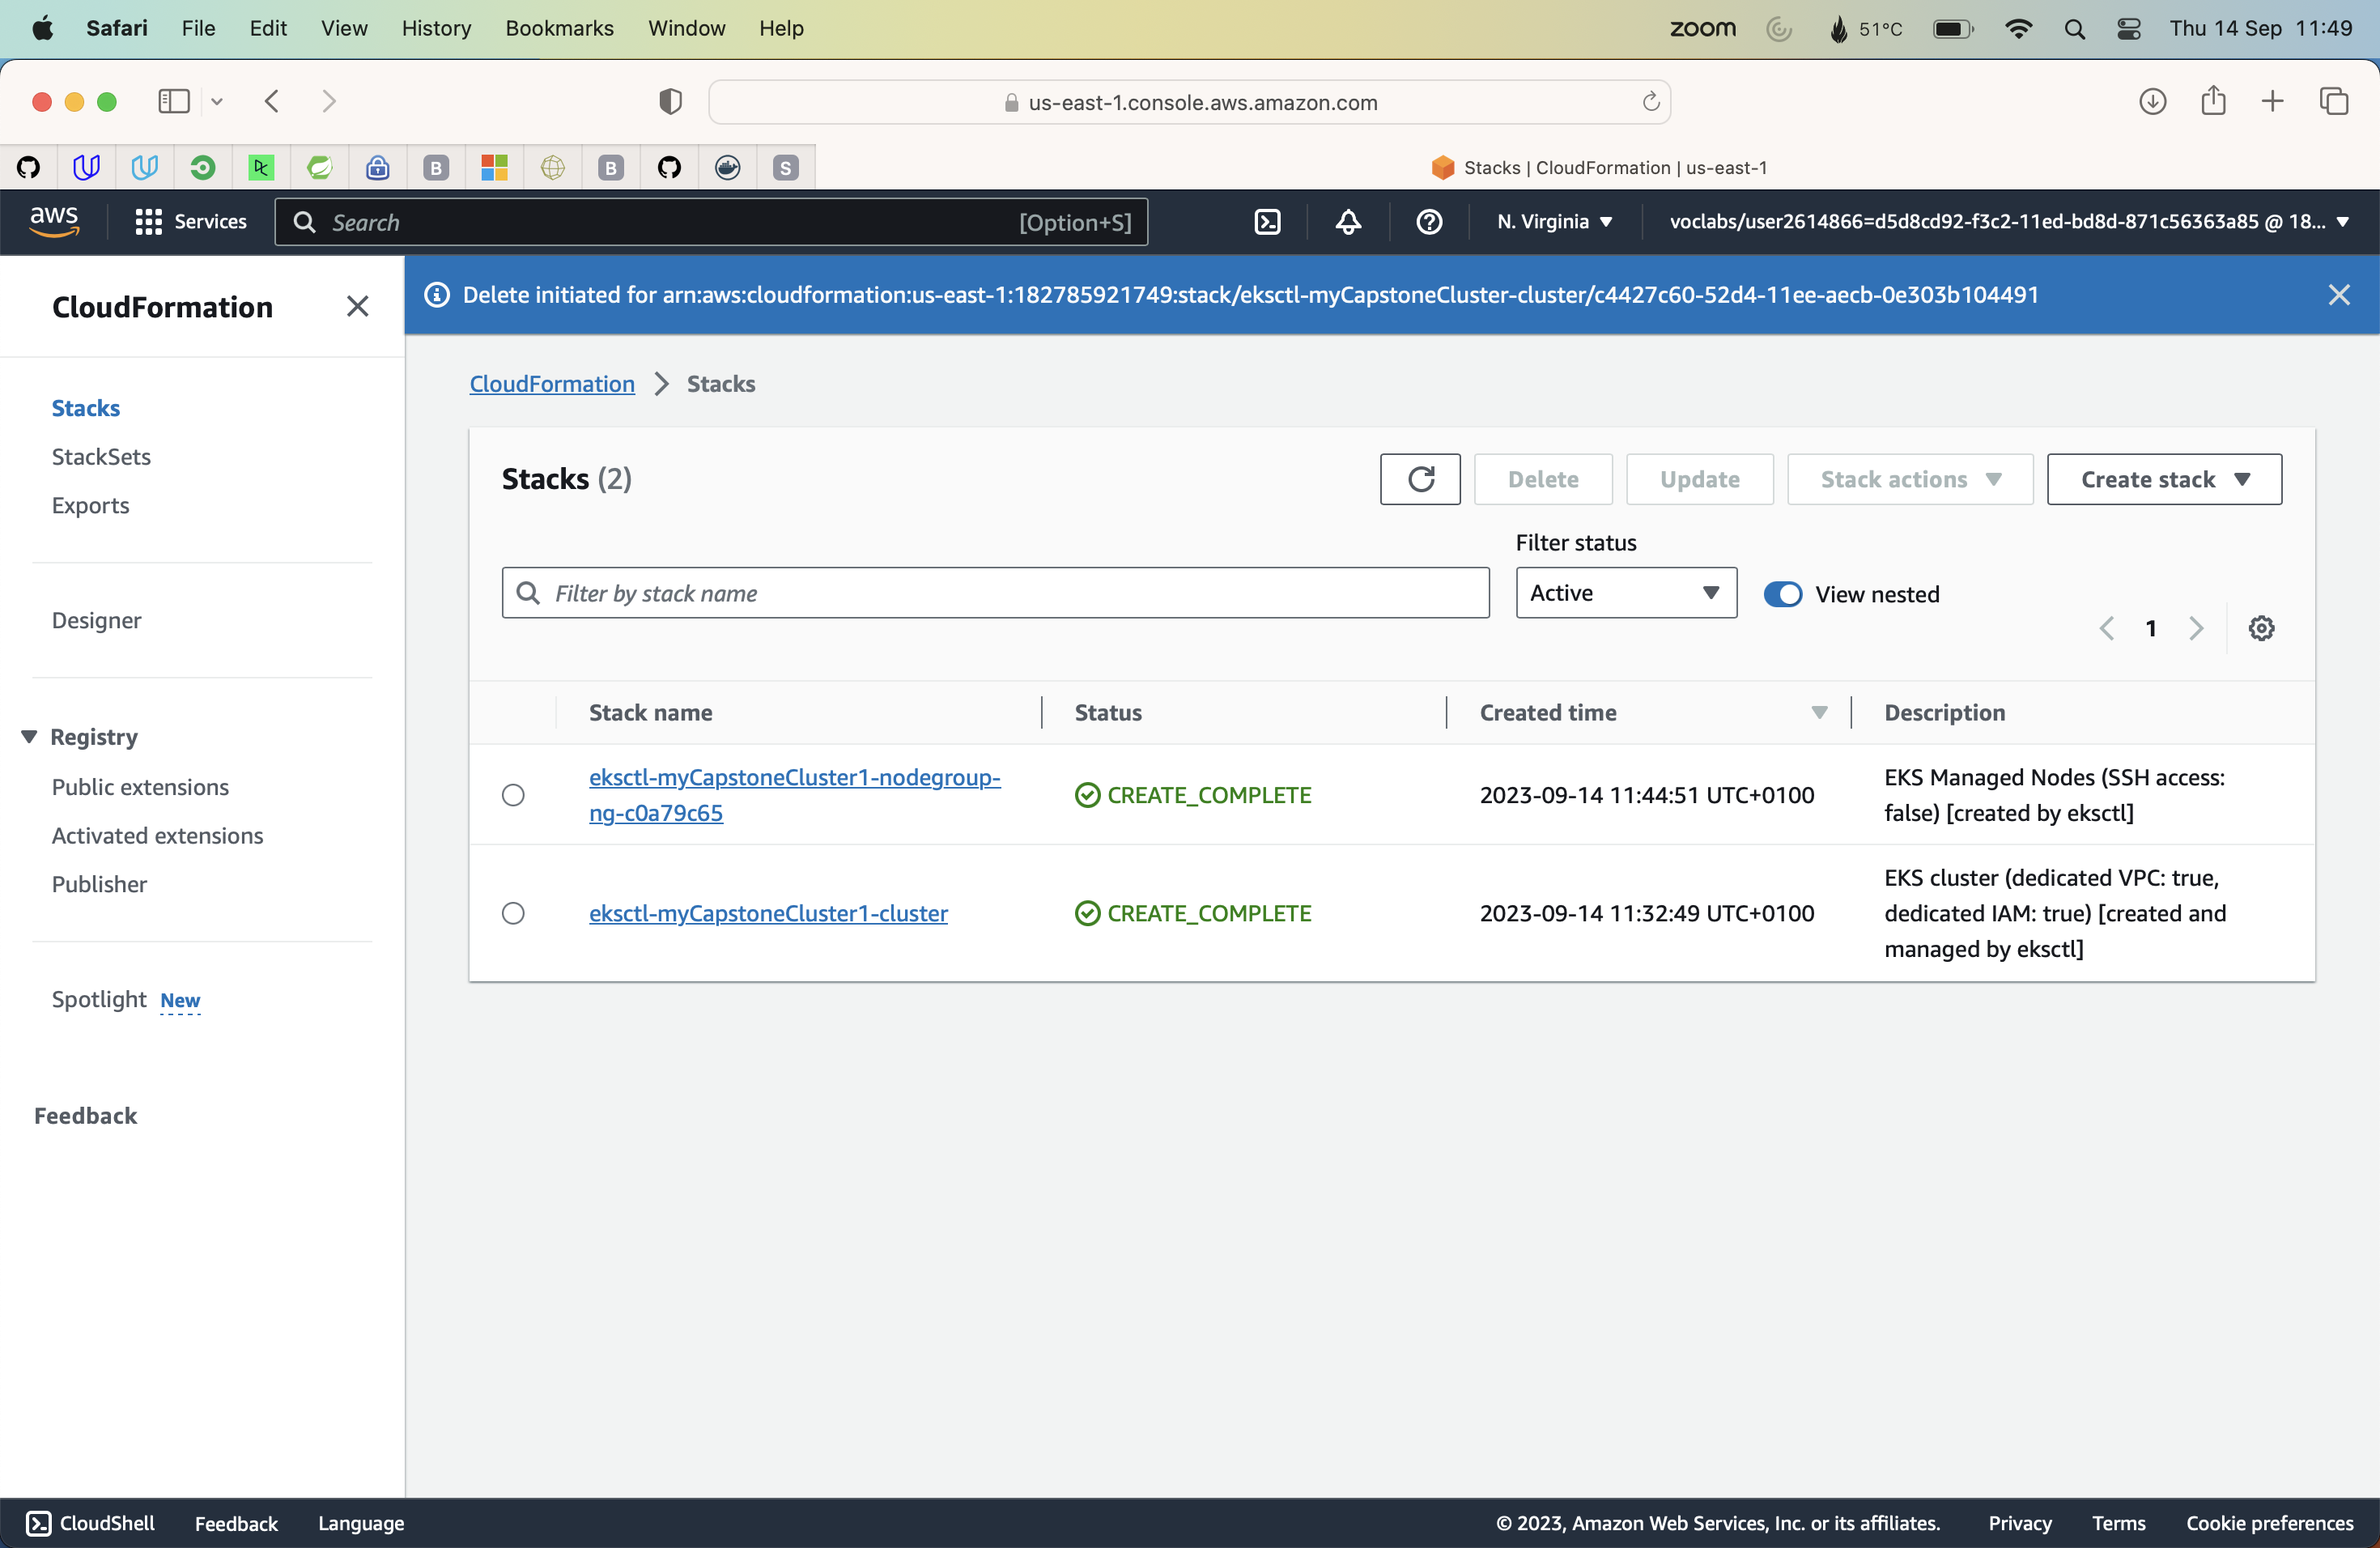 Safari File Edit View History Bookmarks Window Help zoom 51°C Thu 14 Sep 11:49
us-east-1.console.aws.amazon.com
B B S Stacks | CloudFormation | us-east-1
aws Services Search [Option+S] N. Virginia voclabs/user2614866=d5d8cd92-f3c2-11ed-bd8d-871c56363a85 @ 18...
CloudFormation
Stacks
StackSets
Exports
Designer
Registry
Public extensions
Activated extensions
Publisher
Spotlight New
Feedback
Delete initiated for arn:aws:cloudformation:us-east-1:182785921749:stack/eksctl-myCapstoneCluster-cluster/c4427c60-52d4-11ee-aecb-0e303b104491
CloudFormation Stacks
Stacks (2) Delete Update Stack actions Create stack
Filter status
Filter by stack name Active View nested
1
Stack name Status Created time Description
eksctl-myCapstoneCluster1-nodegroup-
ng-c0a79c65
CREATE_COMPLETE
2023-09-14 11:44:51 UTC+0100
EKS Managed Nodes (SSH access:
false) [created by eksctl]
eksctl-myCapstoneCluster1-cluster
CREATE_COMPLETE
2023-09-14 11:32:49 UTC+0100
EKS cluster (dedicated VPC: true,
dedicated IAM: true) [created and
managed by eksctl]
CloudShell Feedback Language © 2023, Amazon Web Services, Inc. or its affiliates. Privacy Terms Cookie preferences